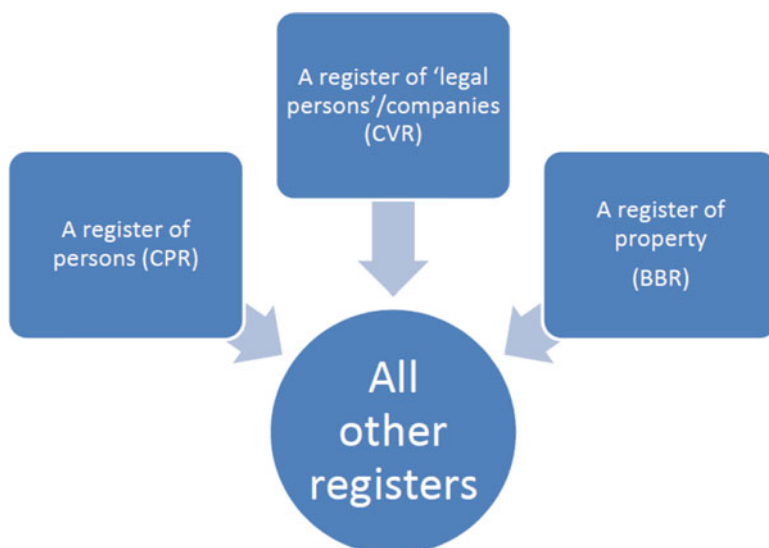 A register of 'legal
persons'/companies
(CVR)
A register of
persons (CPR)
A register of
property
(BBR)
All
other
registers